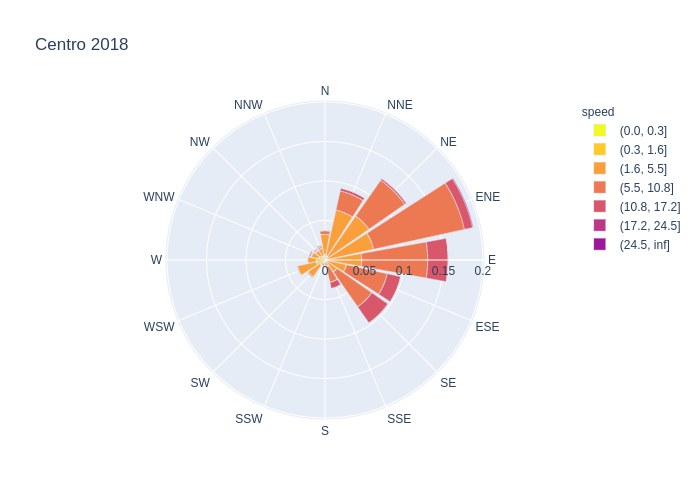 Centro 2018
N
NNE
NE
ENE
E
ESE
SE
SSE
S
SSW
SW
WSW
W
WNW
NW
NNW
0 0.05 0.1 0.15 0.2
speed
(0.0, 0.3]
(0.3, 1.6]
(1.6, 5.5]
(5.5, 10.8]
(10.8, 17.2]
(17.2, 24.5]
(24.5, inf]